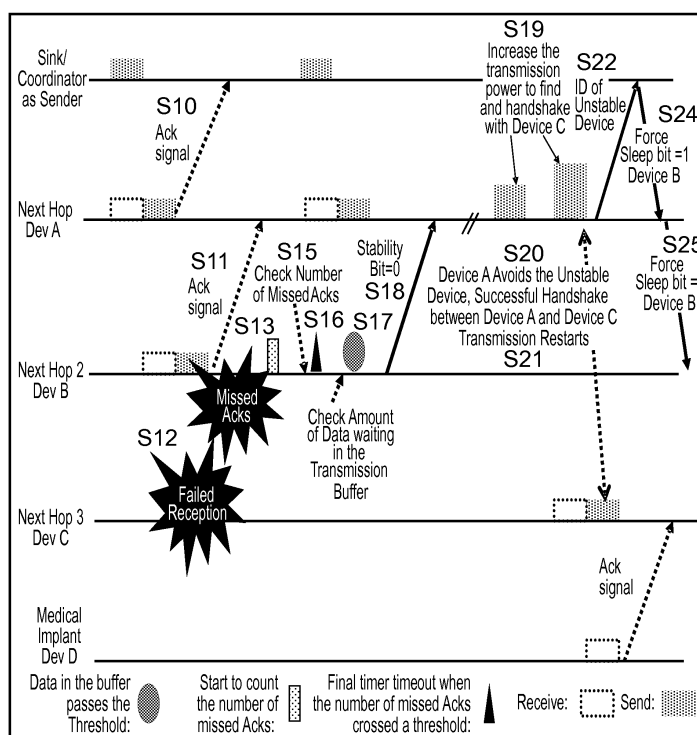 S19
Increase the
transmission
power to find
and handshake
with Device C
S22
ID of
Unstable
Device
S24
Force
Sleep bit =1
Device B
Sink/
Coordinator
as Sender
S10
Ack
signal
Next Hop
Dev A
S11
Ack
signal
S15
Check Number
of Missed Acks
S13
S16
S17
Stability
Bit=0
S18
S20
Device A Avoids the Unstable
Device, Successful Handshake
between Device A and Device C
Transmission Restarts
S21
S25
Force
Sleep bit =
Device B
Next Hop 2
Dev B
Missed
Acks
Check Amount
of Data waiting
in the
Transmission
Buffer
S12
Failed
Reception
Next Hop 3
Dev C
Ack
signal
Medical
Implant
Dev D
Data in the buffer
passes the
Threshold:
Start to count
the number of
missed Acks:
Final timer timeout when
the number of missed Acks
crossed a threshold:
Receive:
Send: